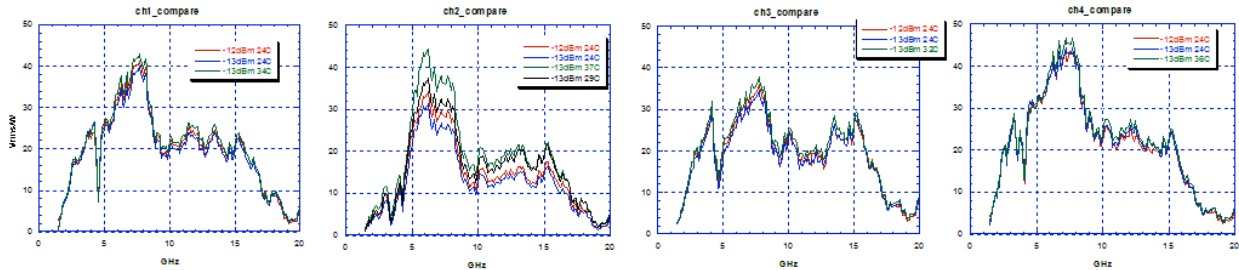 ch1_compare
-12dBm 24C
-13dBm 24C
-13dBm 34C
Vrms/W
50
40
30
20
10
0
0 5 10 15 20
GHz
ch2_compare
-12dBm 24C
-13dBm 24C
-13dBm 37C
-13dBm 29C
50
40
30
20
10
0
0 5 10 15 20
GHz
ch3_compare
-12dBm 24C
-13dBm 24C
-13dBm 32C
50
40
30
20
10
0
0 5 10 15 20
GHz
ch4_compare
-12dBm 24C
-13dBm 24C
-13dBm 36C
50
40
30
20
10
0
0 5 10 15 20
GHz